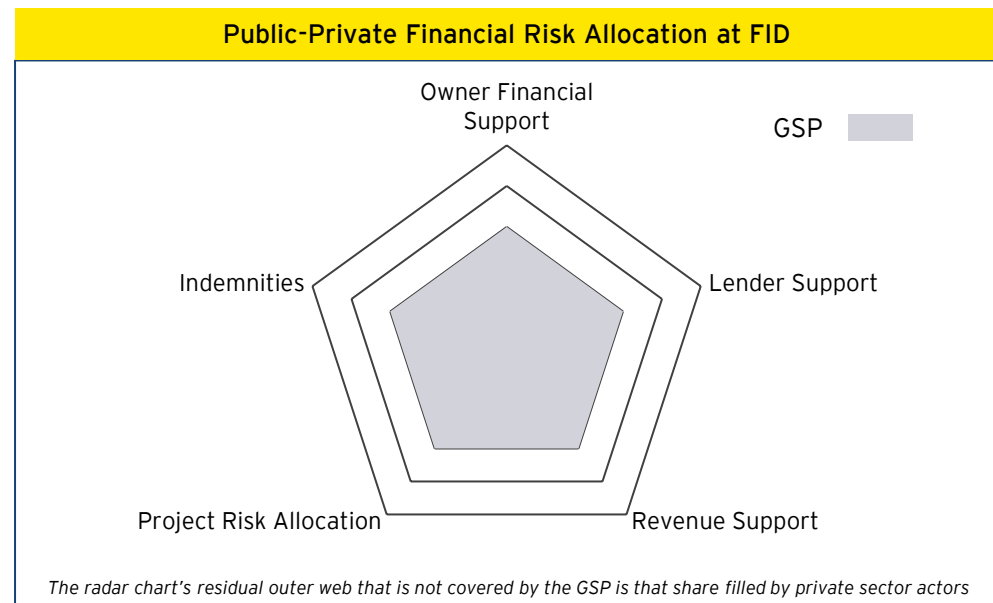 Public-Private Financial Risk Allocation at FID
Owner Financial
Support
GSP
Indemnities
Lender Support
Project Risk Allocation
Revenue Support
The radar chart's residual outer web that is not covered by the GSP is that share filled by private sector actors